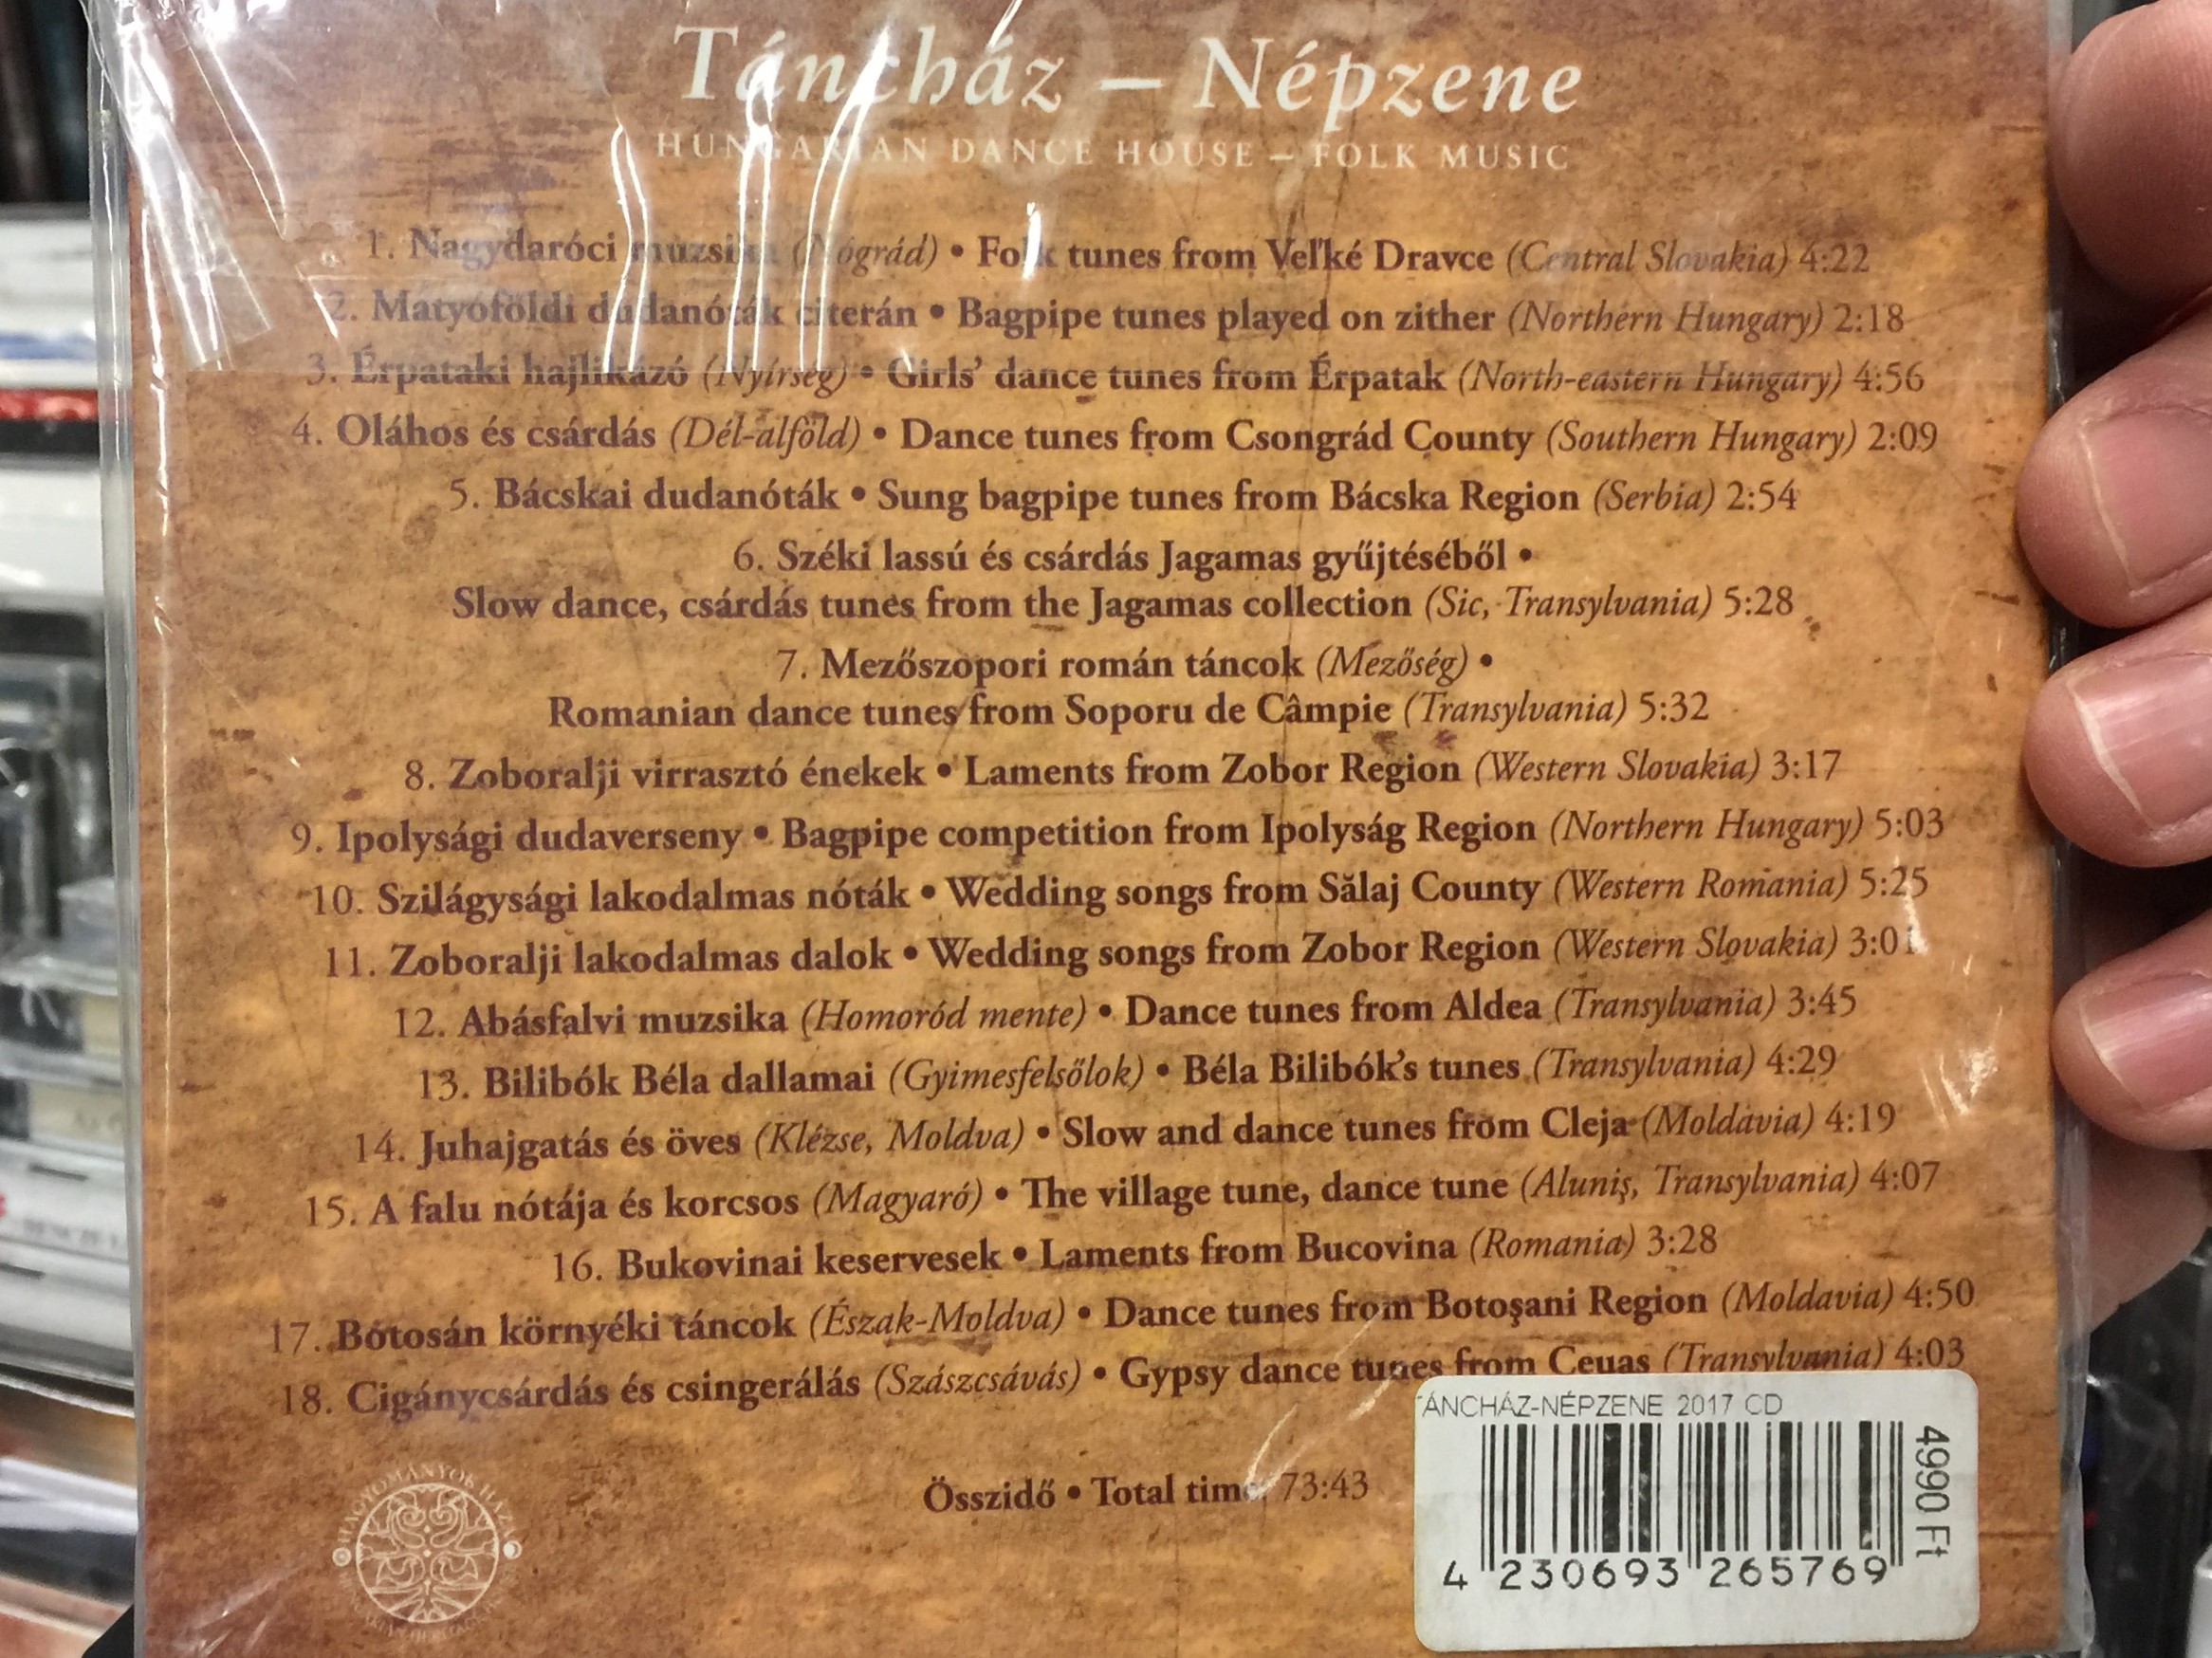 2017
Táncház – Népzene
HUNGARIAN DANCE HOUSE – FOLK MUSIC
1. Nagydaróci muzsika (Nógrád) • Folk tunes from Veľké Dravce (Central Slovakia) 4:22
2. Matyóföldi dudanóták citerán • Bagpipe tunes played on zither (Northern Hungary) 2:18
3. Érpataki hajlikázó (Nyírség) • Girls’ dance tunes from Érpatak (North-eastern Hungary) 4:56
4. Oláhos és csárdás (Dél-alföld) • Dance tunes from Csongrád County (Southern Hungary) 2:09
5. Bácskai dudanóták • Sung bagpipe tunes from Bácska Region (Serbia) 2:54
6. Széki lassú és csárdás Jagamas gyűjtéséből •
Slow dance, csárdás tunes from the Jagamas collection (Sic, Transylvania) 5:28
7. Mezőszopori román táncok (Mezőség) •
Romanian dance tunes from Soporu de Câmpie (Transylvania) 5:32
8. Zoboralji virrasztó énekek • Laments from Zobor Region (Western Slovakia) 3:17
9. Ipolysági dudaverseny • Bagpipe competition from Ipolyság Region (Northern Hungary) 5:03
10. Szilágysági lakodalmas nóták • Wedding songs from Sălaj County (Western Romania) 5:25
11. Zoboralji lakodalmas dalok • Wedding songs from Zobor Region (Western Slovakia) 3:01
12. Abásfalvi muzsika (Homoród mente) • Dance tunes from Aldea (Transylvania) 3:45
13. Bilibók Béla dallamai (Gyimesfelsőlok) • Béla Bilibók’s tunes (Transylvania) 4:29
14. Juhajgatás és öves (Klézse, Moldva) • Slow and dance tunes from Cleja (Moldavia) 4:19
15. A falu nótája és korcsos (Magyaró) • The village tune, dance tune (Aluniş, Transylvania) 4:07
16. Bukovinai keservesek • Laments from Bucovina (Romania) 3:28
17. Bótosán környéki táncok (Észak-Moldva) • Dance tunes from Botoşani Region (Moldavia) 4:50
18. Cigánycsárdás és csingerálás (Szászcsávás) • Gypsy dance tunes from Ceuas (Transylvania) 4:03
Összidő • Total time: 73:43
TÁNCHÁZ-NÉPZENE 2017 CD
4990 Ft
4 230693 265769
HAGYOMÁNYOK HÁZA